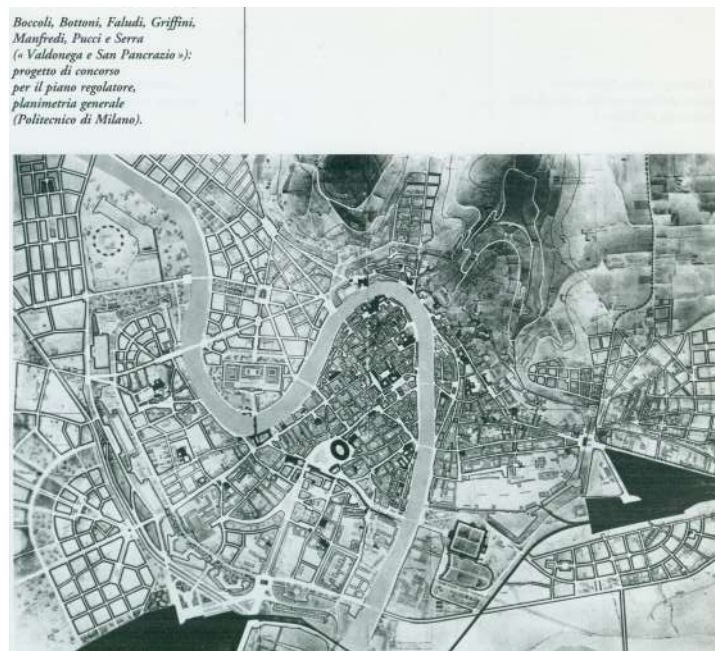 Boccoli, Bottoni, Faludi, Griffini,
Manfredi, Pucci e Serra
(« Valdonega e San Pancrazio »):
progetto di concorso
per il piano regolatore,
planimetria generale
(Politecnico di Milano).